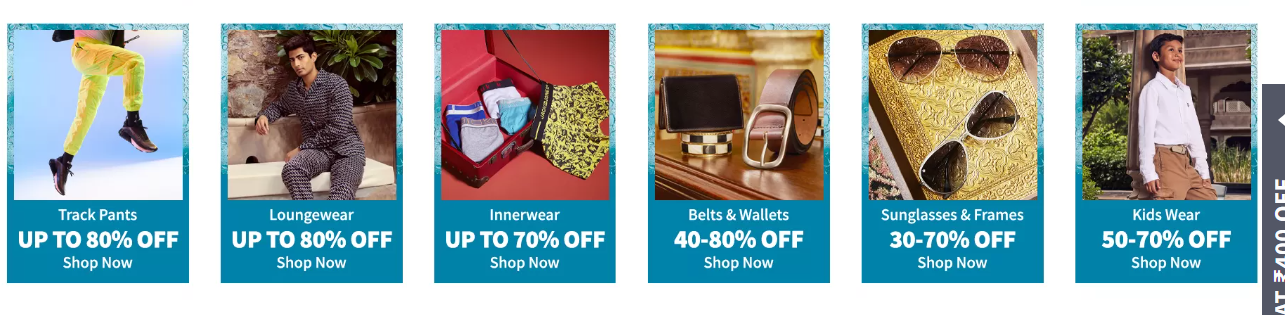 Track Pants
UP TO 80% OFF
Shop Now
Loungewear
UP TO 80% OFF
Shop Now
Innerwear
UP TO 70% OFF
Shop Now
Belts & Wallets
40-80% OFF
Shop Now
Sunglasses & Frames
30-70% OFF
Shop Now
Kids Wear
50-70% OFF
Shop Now
AT ₹400 OFF